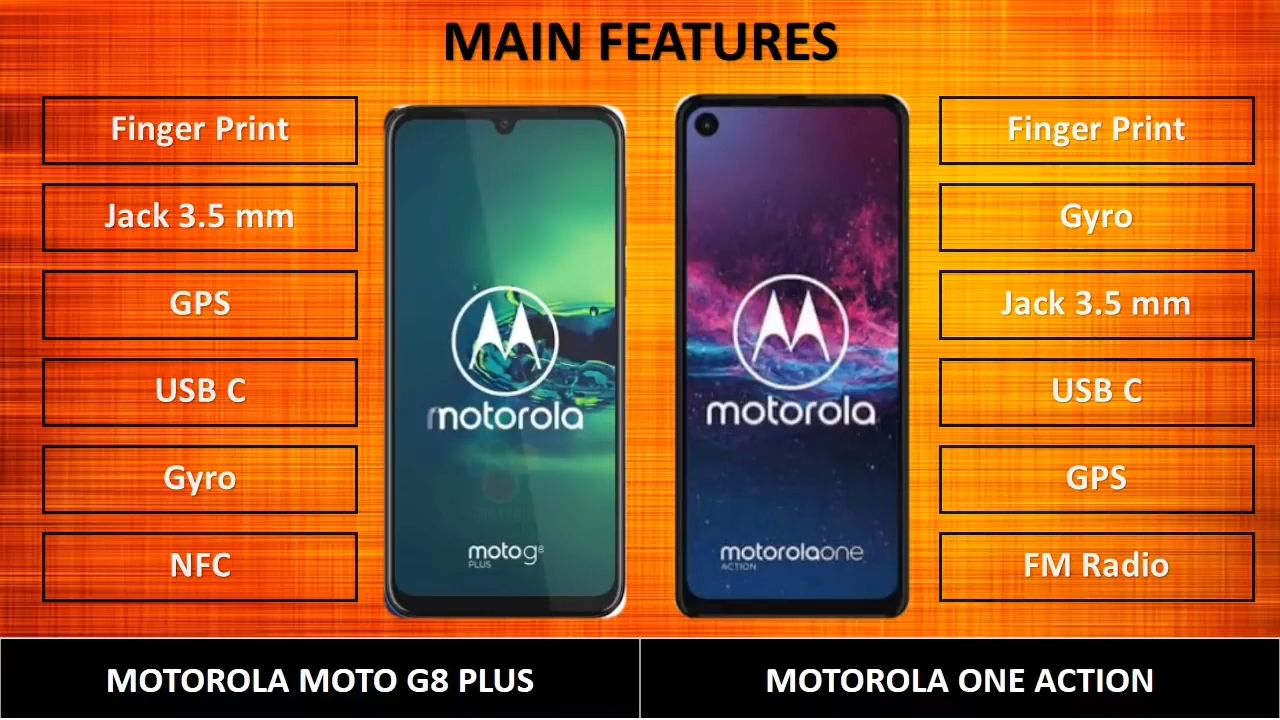 MAIN FEATURES
Finger Print
Jack 3.5 mm
GPS
USB C
Gyro
NFC
motorola
moto g8
PLUS
motorola
motorola one
ACTION
Finger Print
Gyro
Jack 3.5 mm
USB C
GPS
FM Radio
MOTOROLA MOTO G8 PLUS
MOTOROLA ONE ACTION